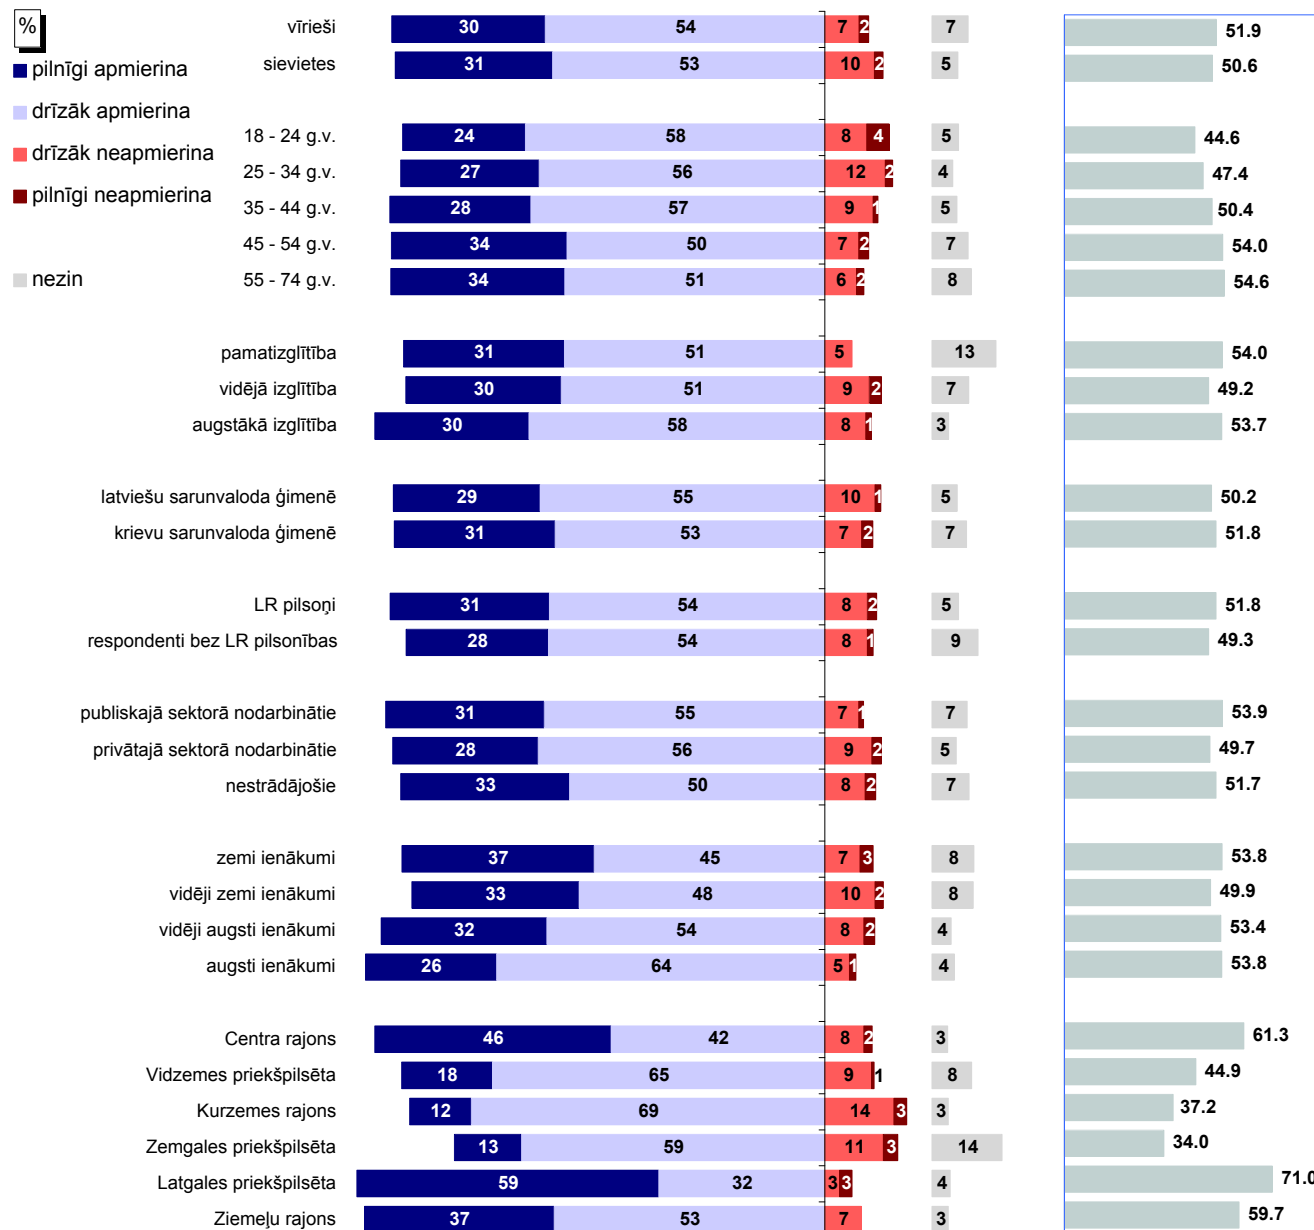 %
pilnīgi apmierina
drīzāk apmierina
drīzāk neapmierina
pilnīgi neapmierina
nezin
vīrieši 30 54 7 2 7 51.9
sievietes 31 53 10 2 5 50.6
18 - 24 g.v. 24 58 8 4 5 44.6
25 - 34 g.v. 27 56 12 2 4 47.4
35 - 44 g.v. 28 57 9 1 5 50.4
45 - 54 g.v. 34 50 7 2 7 54.0
55 - 74 g.v. 34 51 6 2 8 54.6
pamatizglītība 31 51 5 13 54.0
vidējā izglītība 30 51 9 2 7 49.2
augstākā izglītība 30 58 8 1 3 53.7
latviešu sarunvaloda ģimenē 29 55 10 1 5 50.2
krievu sarunvaloda ģimenē 31 53 7 2 7 51.8
LR pilsoņi 31 54 8 2 5 51.8
respondenti bez LR pilsonības 28 54 8 1 9 49.3
publiskajā sektorā nodarbinātie 31 55 7 1 7 53.9
privātajā sektorā nodarbinātie 28 56 9 2 5 49.7
nestrādājošie 33 50 8 2 7 51.7
zemi ienākumi 37 45 7 3 8 53.8
vidēji zemi ienākumi 33 48 10 2 8 49.9
vidēji augsti ienākumi 32 54 8 2 4 53.4
augsti ienākumi 26 64 5 1 4 53.8
Centra rajons 46 42 8 2 3 61.3
Vidzemes priekšpilsēta 18 65 9 1 8 44.9
Kurzemes rajons 12 69 14 3 3 37.2
Zemgales priekšpilsēta 13 59 11 3 14 34.0
Latgales priekšpilsēta 59 32 3 3 4 71.0
Ziemeļu rajons 37 53 7 3 59.7